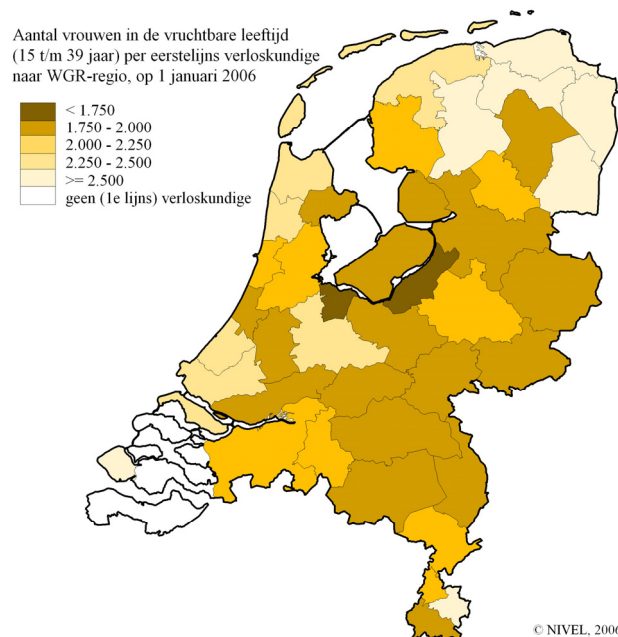 Aantal vrouwen in de vruchtbare leeftijd
(15 t/m 39 jaar) per eerstelijns verloskundige
naar WGR-regio, op 1 januari 2006
< 1.750
1.750 - 2.000
2.000 - 2.250
2.250 - 2.500
>= 2.500
geen (1e lijns) verloskundige
© NIVEL, 2006